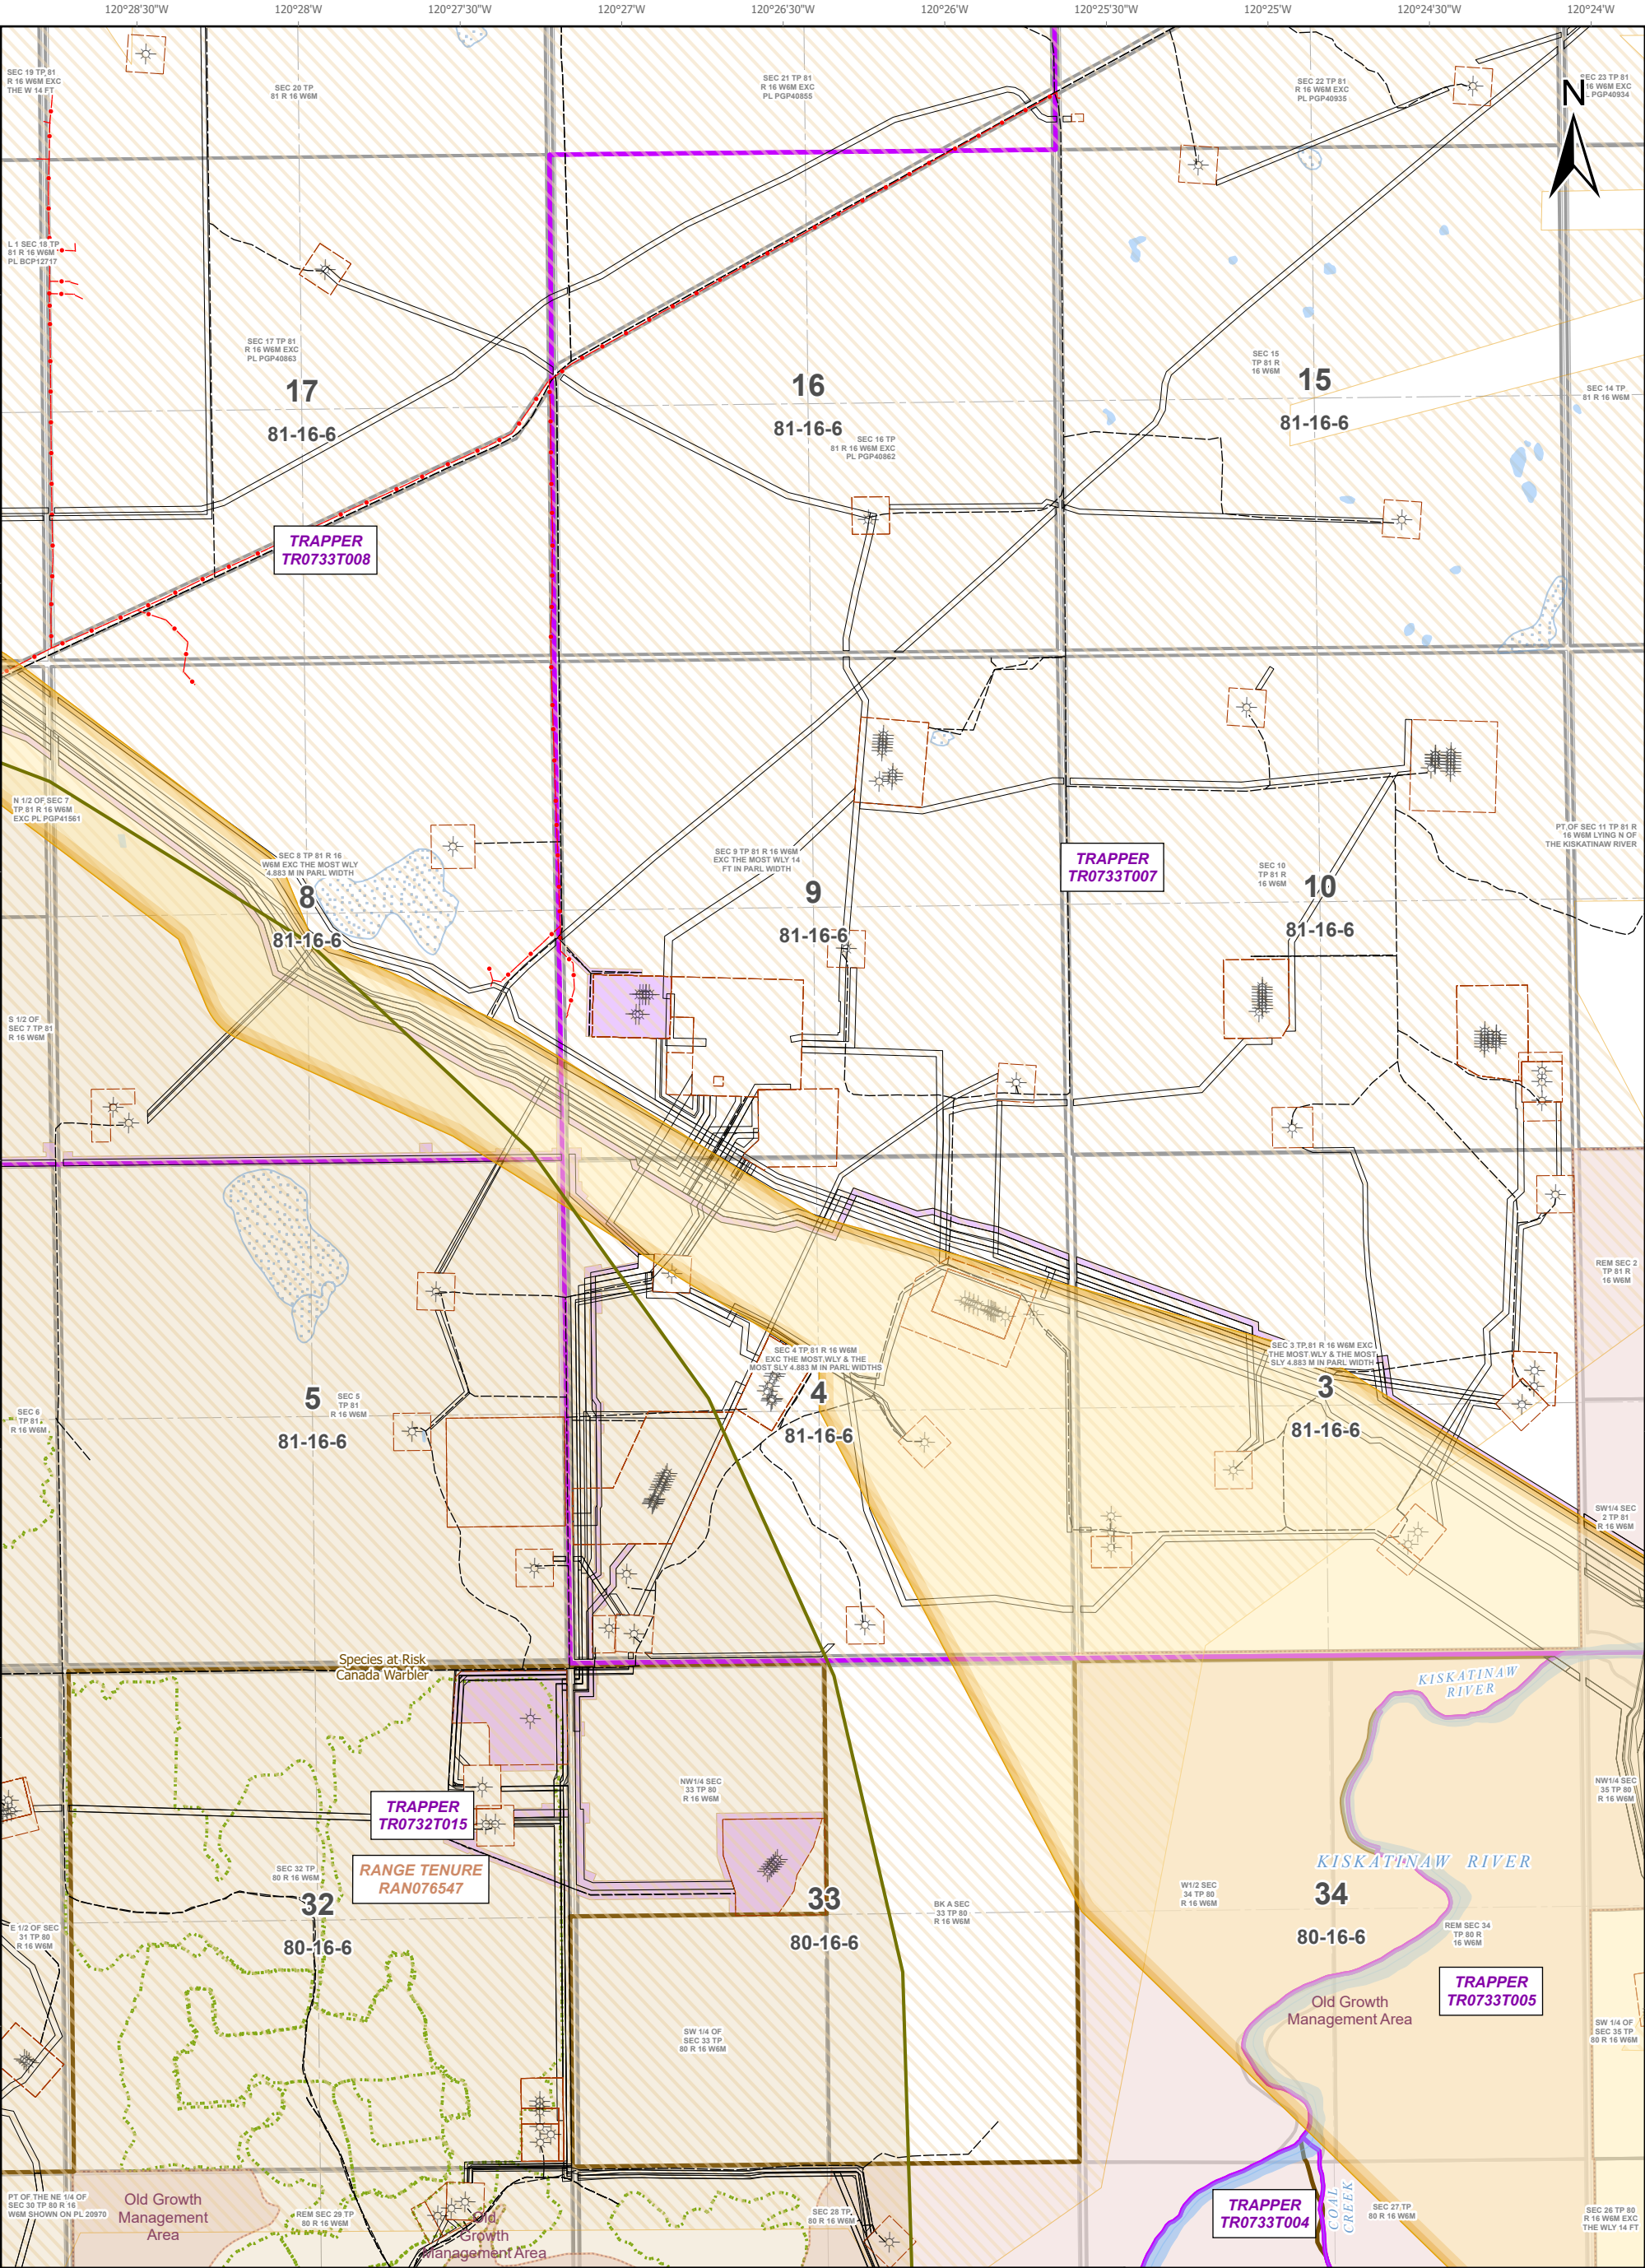 120°28'30"W
120°28'W
120°27'30"W
120°27'W
120°26'30"W
120°26'W
120°25'30"W
120°25'W
120°24'30"W
120°24'W
SEC 19 TP 81
R 16 W6M EXC
THE W 14 FT
SEC 20 TP
81 R 16 W6M
SEC 21 TP 81
R 16 W6M EXC
PL PGP40855
SEC 22 TP 81
R 16 W6M EXC
PL PGP40935
SEC 23 TP 81
16 W6M EXC
PGP40934
N
L 1 SEC 18 TP
81 R 16 W6M
PL BCP12717
SEC 17 TP 81
R 16 W6M EXC
PL PGP40863
17
81-16-6
16
81-16-6
SEC 16 TP
81 R 16 W6M EXC
PL PGP40862
SEC 15
TP 81 R
16 W6M
15
81-16-6
SEC 14 TP
81 R 16 W6M
TRAPPER
TR0733T008
N 1/2 OF SEC 7
TP 81 R 16 W6M
EXC PL PGP41561
SEC 8 TP 81 R 16
W6M EXC THE MOST WLY
4.883 M IN PARL WIDTH
8
81-16-6
SEC 9 TP 81 R 16 W6M
EXC THE MOST WLY 14
FT IN PARL WIDTH
9
81-16-6
TRAPPER
TR0733T007
SEC 10
TP 81 R
16 W6M
10
81-16-6
PT OF SEC 11 TP 81 R
16 W6M LYING N OF
THE KISKATINAW RIVER
S 1/2 OF
SEC 7 TP 81
R 16 W6M
REM SEC 2
TP 81 R
16 W6M
SEC 6
TP 81
R 16 W6M
5
SEC 5
TP 81
R 16 W6M
81-16-6
SEC 4 TP 81 R 16 W6M
EXC THE MOST WLY & THE
MOST SLY 4.883 M IN PARL WIDTHS
4
81-16-6
SEC 3 TP 81 R 16 W6M EXC
THE MOST WLY & THE MOST
SLY 4.883 M IN PARL WIDTH
3
81-16-6
SW1/4 SEC
2 TP 81
R 16 W6M
Species at Risk
Canada Warbler
KISKATINAW
RIVER
NW1/4 SEC
33 TP 80
R 16 W6M
NW1/4 SEC
35 TP 80
R 16 W6M
TRAPPER
TR0732T015
RANGE TENURE
RAN076547
SEC 32 TP
80 R 16 W6M
32
80-16-6
33
80-16-6
BK A SEC
33 TP 80
R 16 W6M
KISKATINAW RIVER
W1/2 SEC
34 TP 80
R 16 W6M
34
80-16-6
REM SEC 34
TP 80 R
16 W6M
E 1/2 OF SEC
31 TP 80
R 16 W6M
TRAPPER
TR0733T005
Old Growth
Management Area
SW 1/4 OF
SEC 33 TP
80 R 16 W6M
SW 1/4 OF
SEC 35 TP
80 R 16 W6M
PT OF THE NE 1/4 OF
SEC 30 TP 80 R 16
W6M SHOWN ON PL 20970
Old Growth
Management
Area
REM SEC 29 TP
80 R 16 W6M
Old
Growth
Management Area
SEC 28 TP
80 R 16 W6M
TRAPPER
TR0733T004
COAL
CREEK
SEC 27 TP
80 R 16 W6M
SEC 26 TP 80
R 16 W6M EXC
THE WLY 14 FT